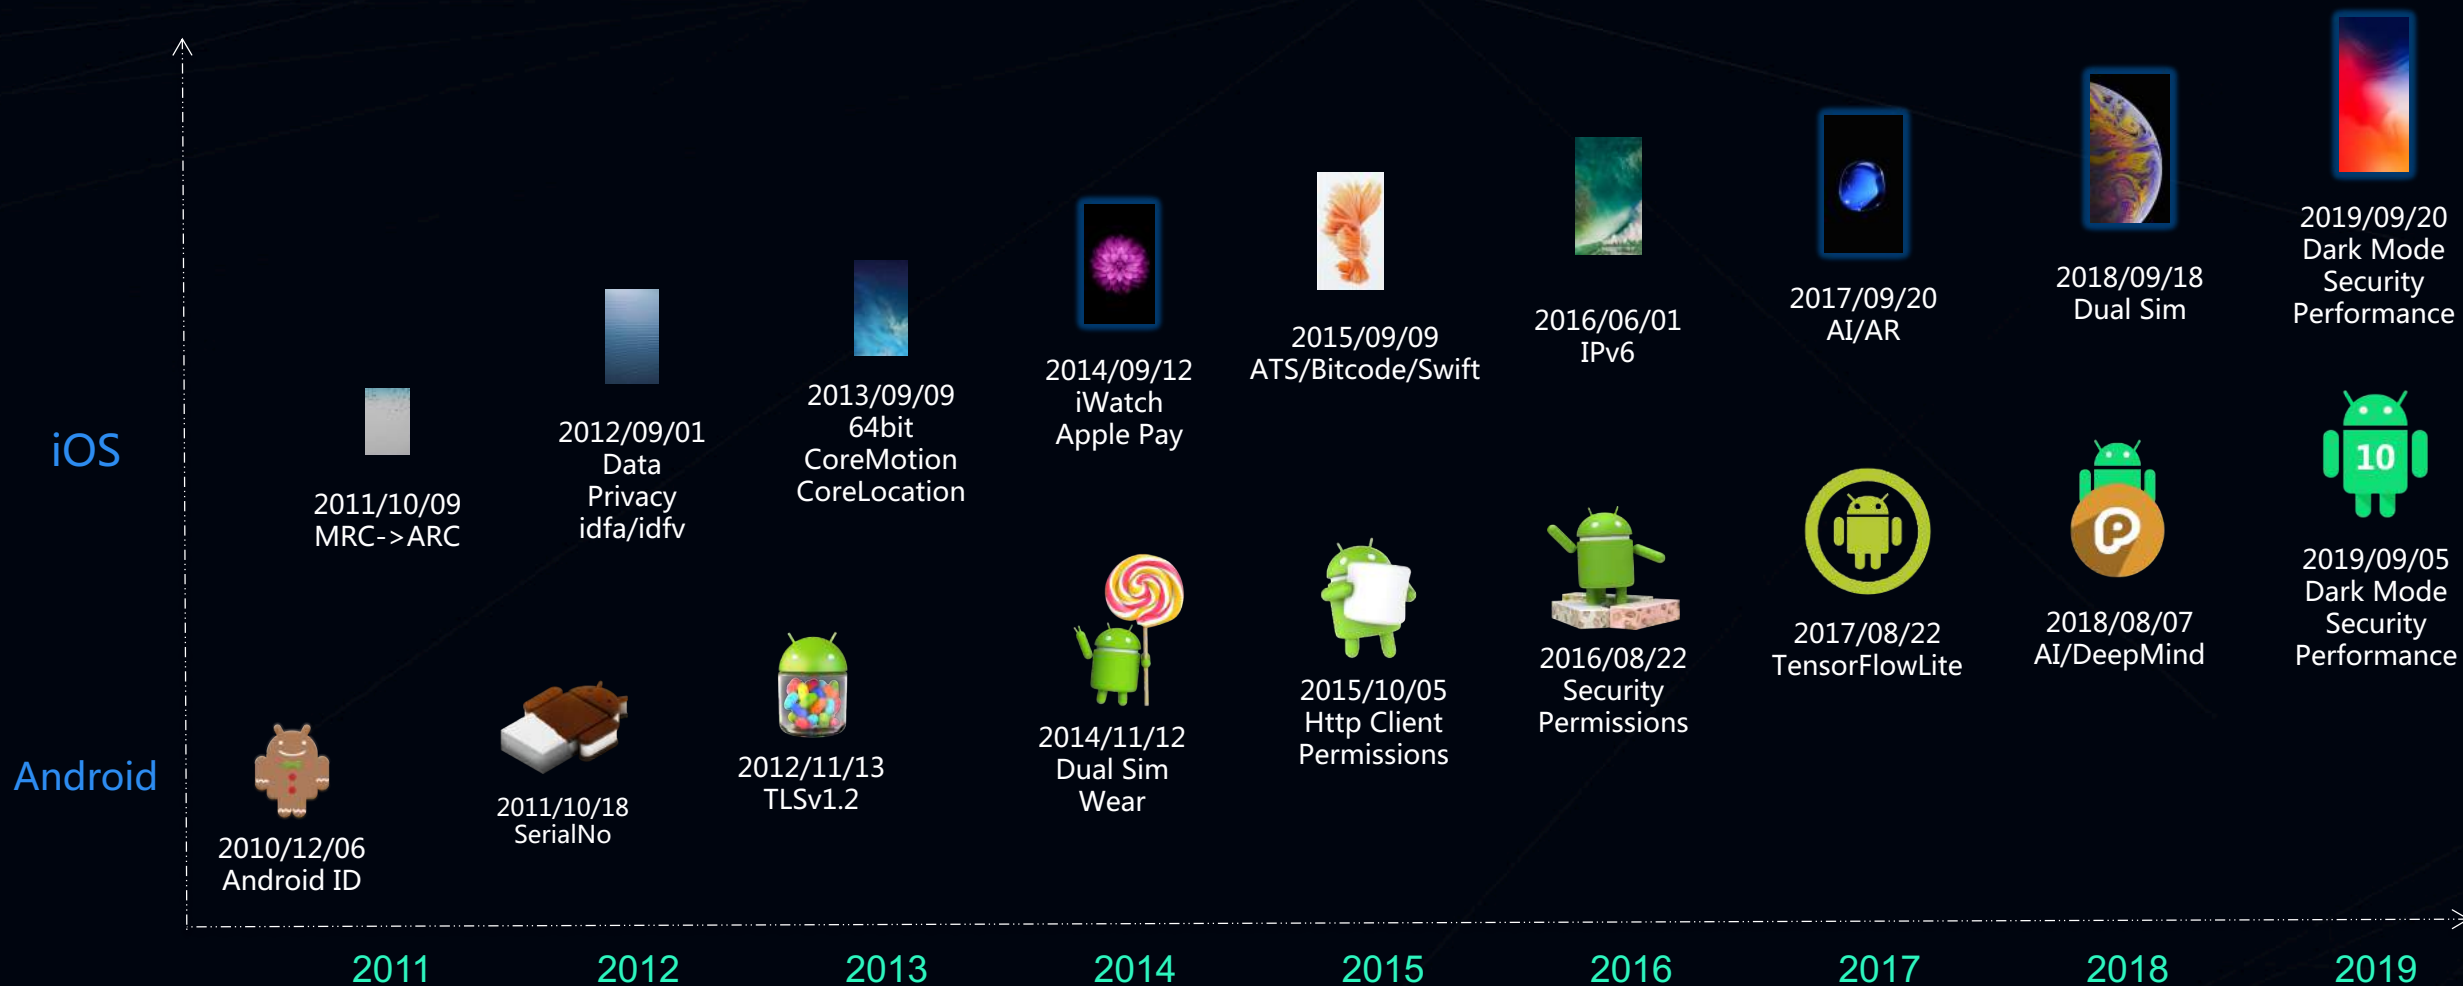 iOS
2011/10/09
MRC->ARC
2012/09/01
Data
Privacy
idfa/idfv
2013/09/09
64bit
CoreMotion
CoreLocation
2014/09/12
iWatch
Apple Pay
2015/09/09
ATS/Bitcode/Swift
2016/06/01
IPv6
2017/09/20
AI/AR
2018/09/18
Dual Sim
2019/09/20
Dark Mode
Security
Performance
Android
2010/12/06
Android ID
2011/10/18
SerialNo
2012/11/13
TLSv1.2
2014/11/12
Dual Sim
Wear
2015/10/05
Http Client
Permissions
2016/08/22
Security
Permissions
2017/08/22
TensorFlowLite
P
2018/08/07
AI/DeepMind
10
2019/09/05
Dark Mode
Security
Performance
2011
2012
2013
2014
2015
2016
2017
2018
2019